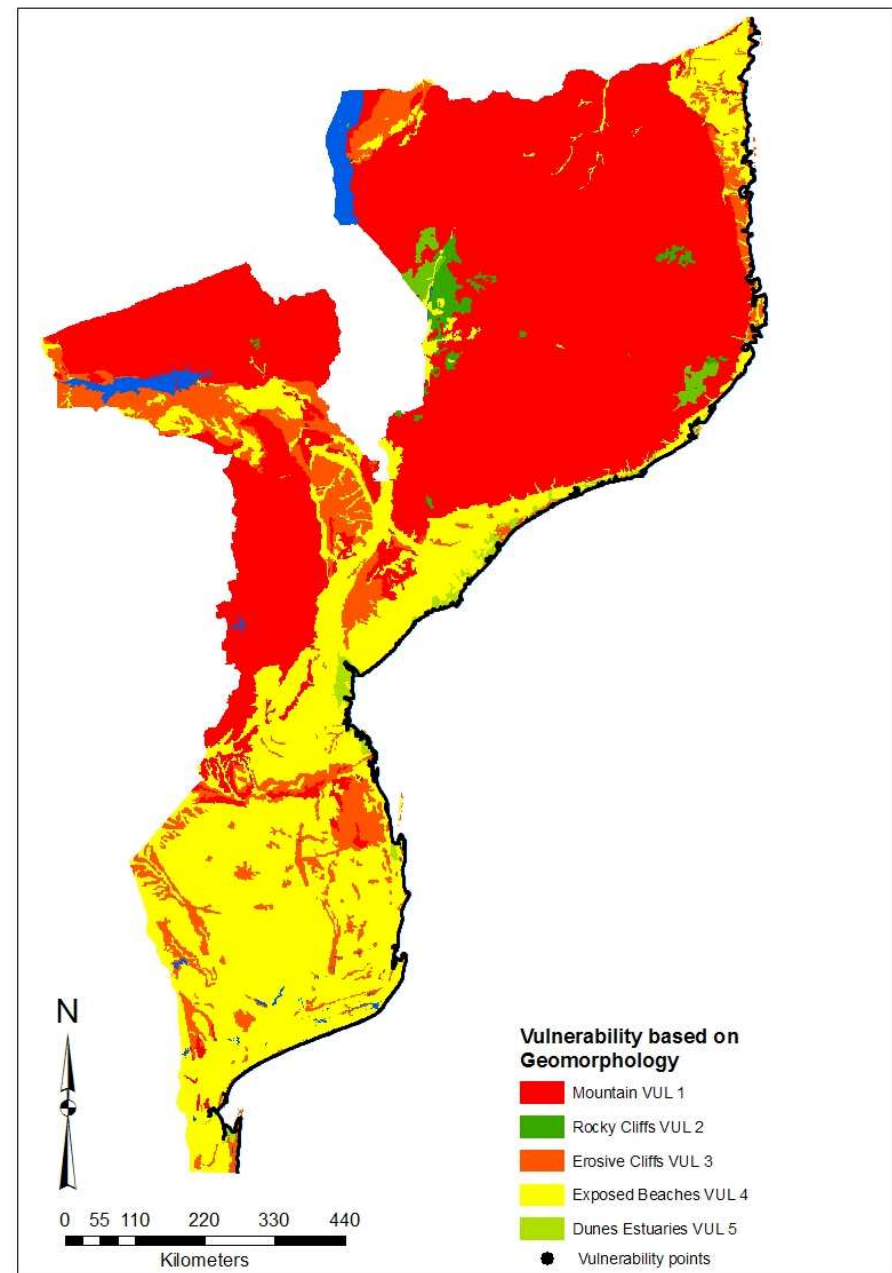 N
0 55 110 220 330 440
Kilometers
Vulnerability based on
Geomorphology
Mountain VUL 1
Rocky Cliffs VUL 2
Erosive Cliffs VUL 3
Exposed Beaches VUL 4
Dunes Estuaries VUL 5
Vulnerability points